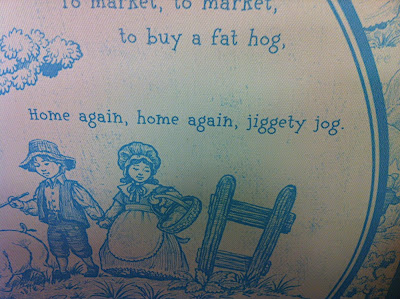 To market, to market,
to buy a fat hog,
Home again, home again, jiggety jog.